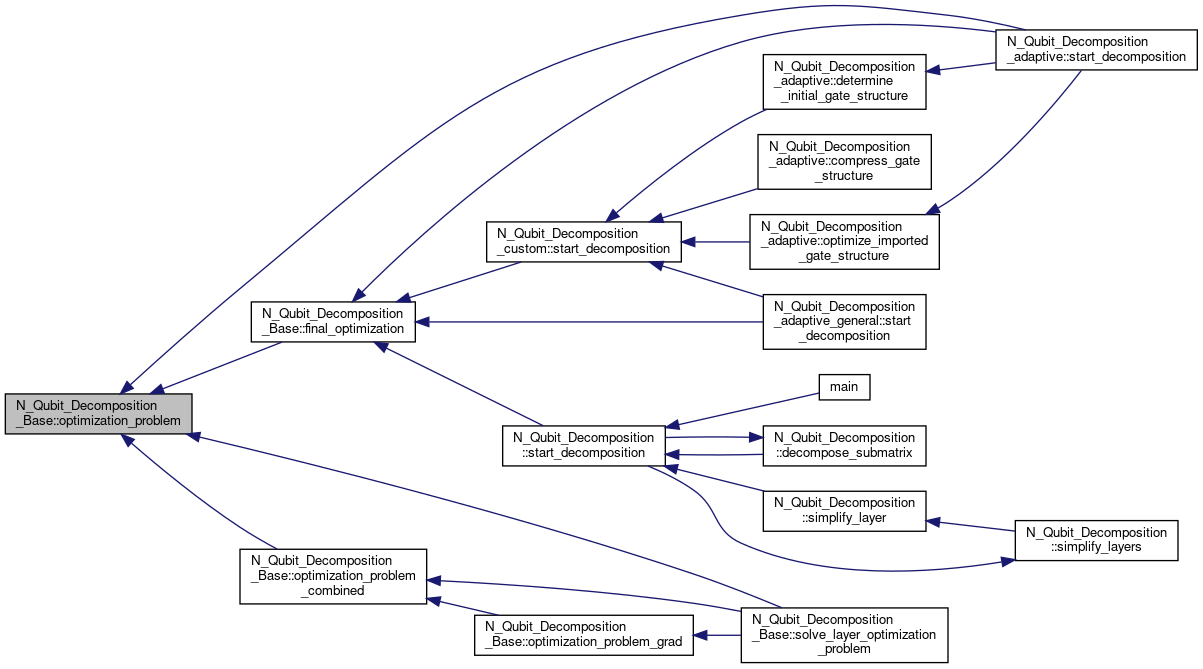 N_Qubit_Decomposition
_Base::optimization_problem
N_Qubit_Decomposition
_Base::final_optimization
N_Qubit_Decomposition
_Base::optimization_problem
_combined
N_Qubit_Decomposition
_custom::start_decomposition
N_Qubit_Decomposition
::start_decomposition
N_Qubit_Decomposition
_Base::optimization_problem_grad
N_Qubit_Decomposition
_adaptive::determine
_initial_gate_structure
N_Qubit_Decomposition
_adaptive::compress_gate
_structure
N_Qubit_Decomposition
_adaptive::optimize_imported
_gate_structure
N_Qubit_Decomposition
_adaptive_general::start
_decomposition
main
N_Qubit_Decomposition
::decompose_submatrix
N_Qubit_Decomposition
::simplify_layer
N_Qubit_Decomposition
_Base::solve_layer_optimization
_problem
N_Qubit_Decomposition
_adaptive::start_decomposition
N_Qubit_Decomposition
::simplify_layers